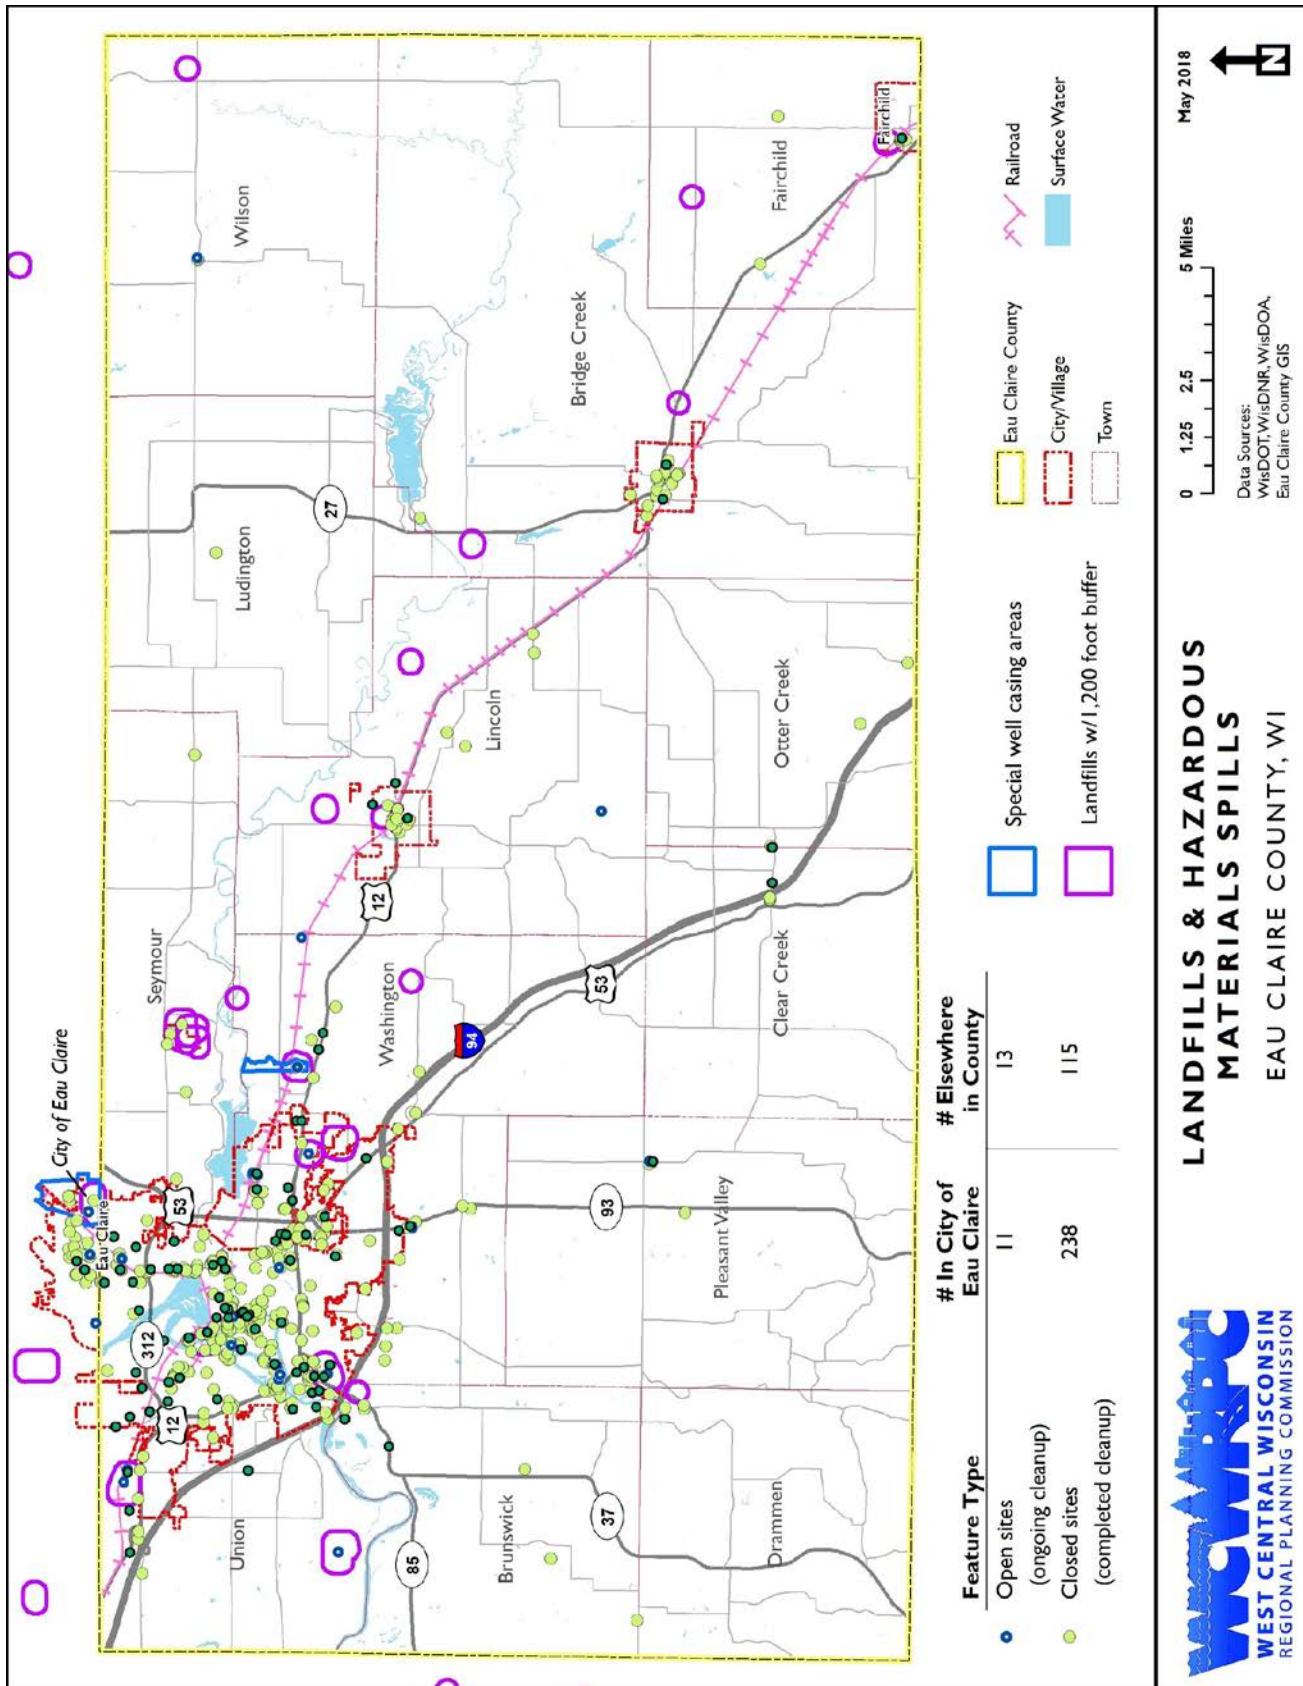 City of Eau Claire
Eau Claire
Seymour
Ludington
Wilson
27
53
312
12
12
Union
Washington
Lincoln
Bridge Creek
94
85
Brunswick
37
93
53
Pleasant Valley
Drammen
Clear Creek
Otter Creek
Fairchild
Fairchild
Feature Type
# In City of
Eau Claire
# Elsewhere
in County
Open sites
(ongoing cleanup)
11
13
Closed sites
(completed cleanup)
238
115
Special well casing areas
Landfills w/1,200 foot buffer
Eau Claire County
City/Village
Town
Railroad
Surface Water
WCWRPC
WEST CENTRAL WISCONSIN
REGIONAL PLANNING COMMISSION
LANDFILLS & HAZARDOUS
MATERIALS SPILLS
EAU CLAIRE COUNTY, WI
0 1.25 2.5 5 Miles
Data Sources:
WisDOT, WisDNR, WisDOA,
Eau Claire County GIS
May 2018
N